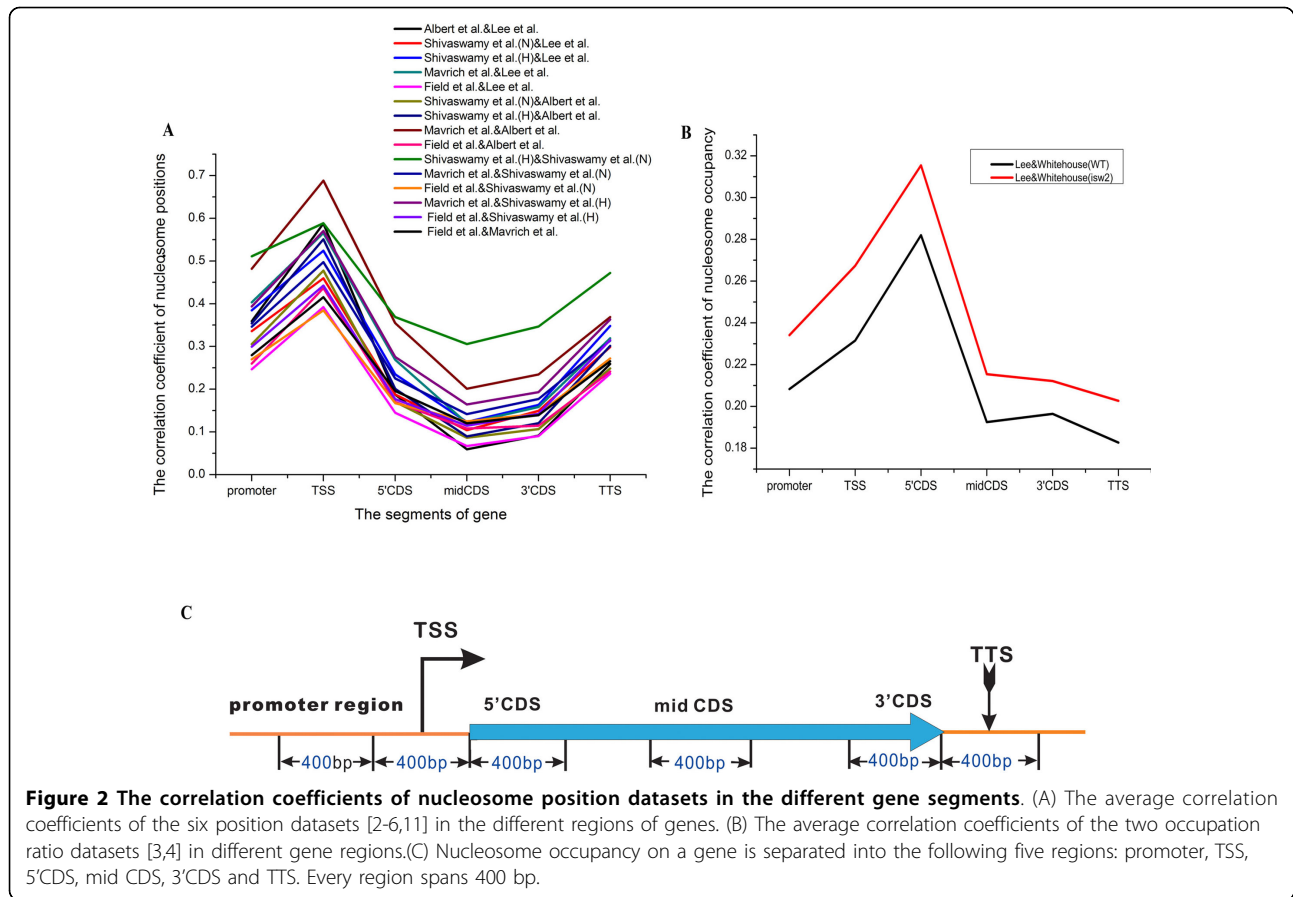 Albert et al.&Lee et al.
Shivaswamy et al.(N)&Lee et al.
Shivaswamy et al.(H)&Lee et al.
Mavrich et al.&Lee et al.
Field et al.&Lee et al.
Shivaswamy et al.(N)&Albert et al.
Shivaswamy et al.(H)&Albert et al.
Mavrich et al.&Albert et al.
Field et al.&Albert et al.
Shivaswamy et al.(H)&Shivaswamy et al.(N)
Mavrich et al.&Shivaswamy et al.(N)
Field et al.&Shivaswamy et al.(N)
Mavrich et al.&Shivaswamy et al.(H)
Field et al.&Shivaswamy et al.(H)
Field et al.&Mavrich et al.
A
The correlation coefficient of nucleosome positions
0.7
0.6
0.5
0.4
0.3
0.2
0.1
0.0
promoter TSS 5'CDS midCDS 3'CDS TTS
The segments of gene
B
The correlation coefficient of nucleosome occupancy
0.32
0.30
0.28
0.26
0.24
0.22
0.20
0.18
Lee&Whitehouse(WT)
Lee&Whitehouse(isw2)
promoter TSS 5'CDS midCDS 3'CDS TTS
C
TSS
TTS
promoter region 5'CDS mid CDS 3'CDS
400bp 400bp 400bp 400bp 400bp 400bp
Figure 2 The correlation coefficients of nucleosome position datasets in the different gene segments. (A) The average correlation
coefficients of the six position datasets [2-6,11] in the different regions of genes. (B) The average correlation coefficients of the two occupation
ratio datasets [3,4] in different gene regions.(C) Nucleosome occupancy on a gene is separated into the following five regions: promoter, TSS,
5'CDS, mid CDS, 3'CDS and TTS. Every region spans 400 bp.